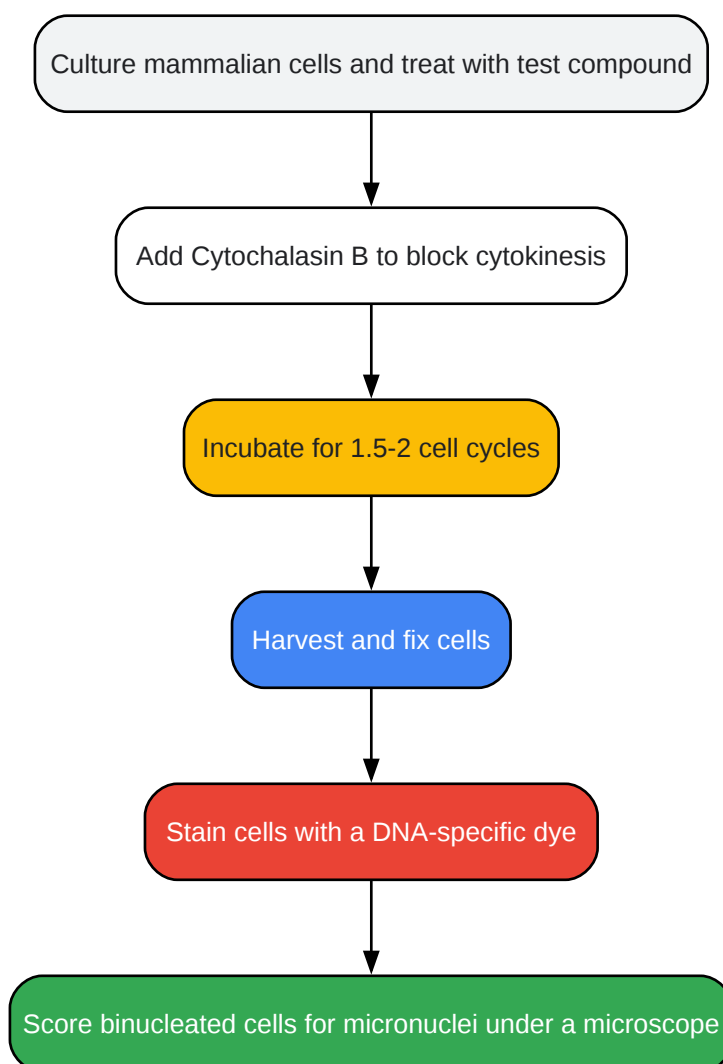 Culture mammalian cells and treat with test compound
Add Cytochalasin B to block cytokinesis
Incubate for 1.5-2 cell cycles
Harvest and fix cells
Stain cells with a DNA-specific dye
Score binucleated cells for micronuclei under a microscope